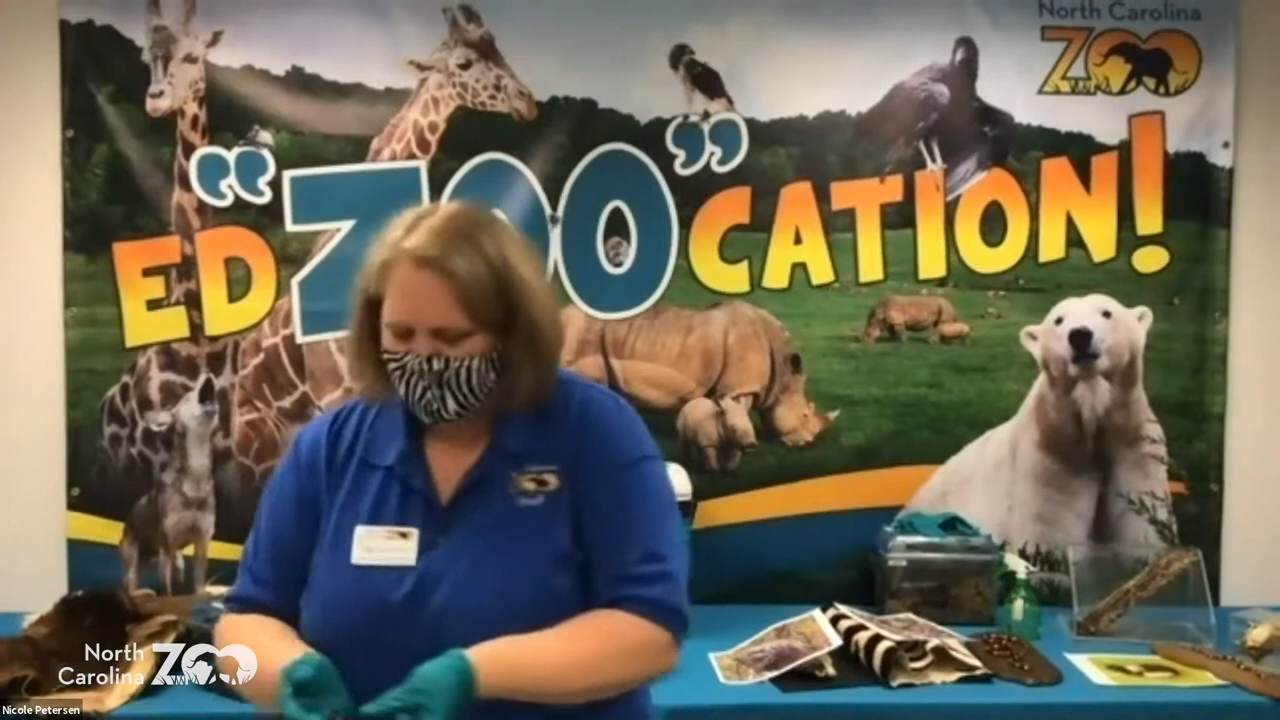 North Carolina
ZOO
ED "ZOO" CATION!
North
Carolina ZOO
Nicole Petersen